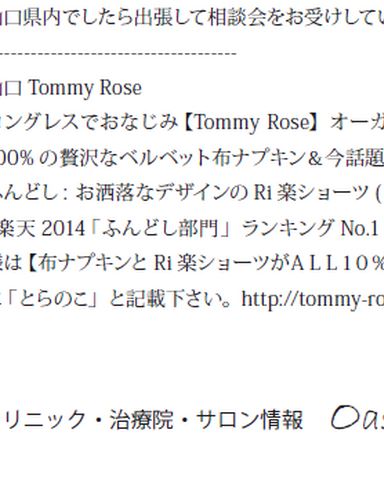 山口県内でしたら出張して相談会をお受けしてい
------------------------------------
山口 Tommy Rose
ングレスでおなじみ【Tommy Rose】オーガ
00% の贅沢なベルベット布ナプキン＆今話題
ふんどし：お洒落なデザインの Ri 楽ショーツ (
楽天 2014「ふんどし部門」ランキング No.1
様は【布ナプキンと Ri 楽ショーツがＡＬＬ１０％
「とらのこ」と記載下さい。http://tommy-ro
リニック・治療院・サロン情報 Oas